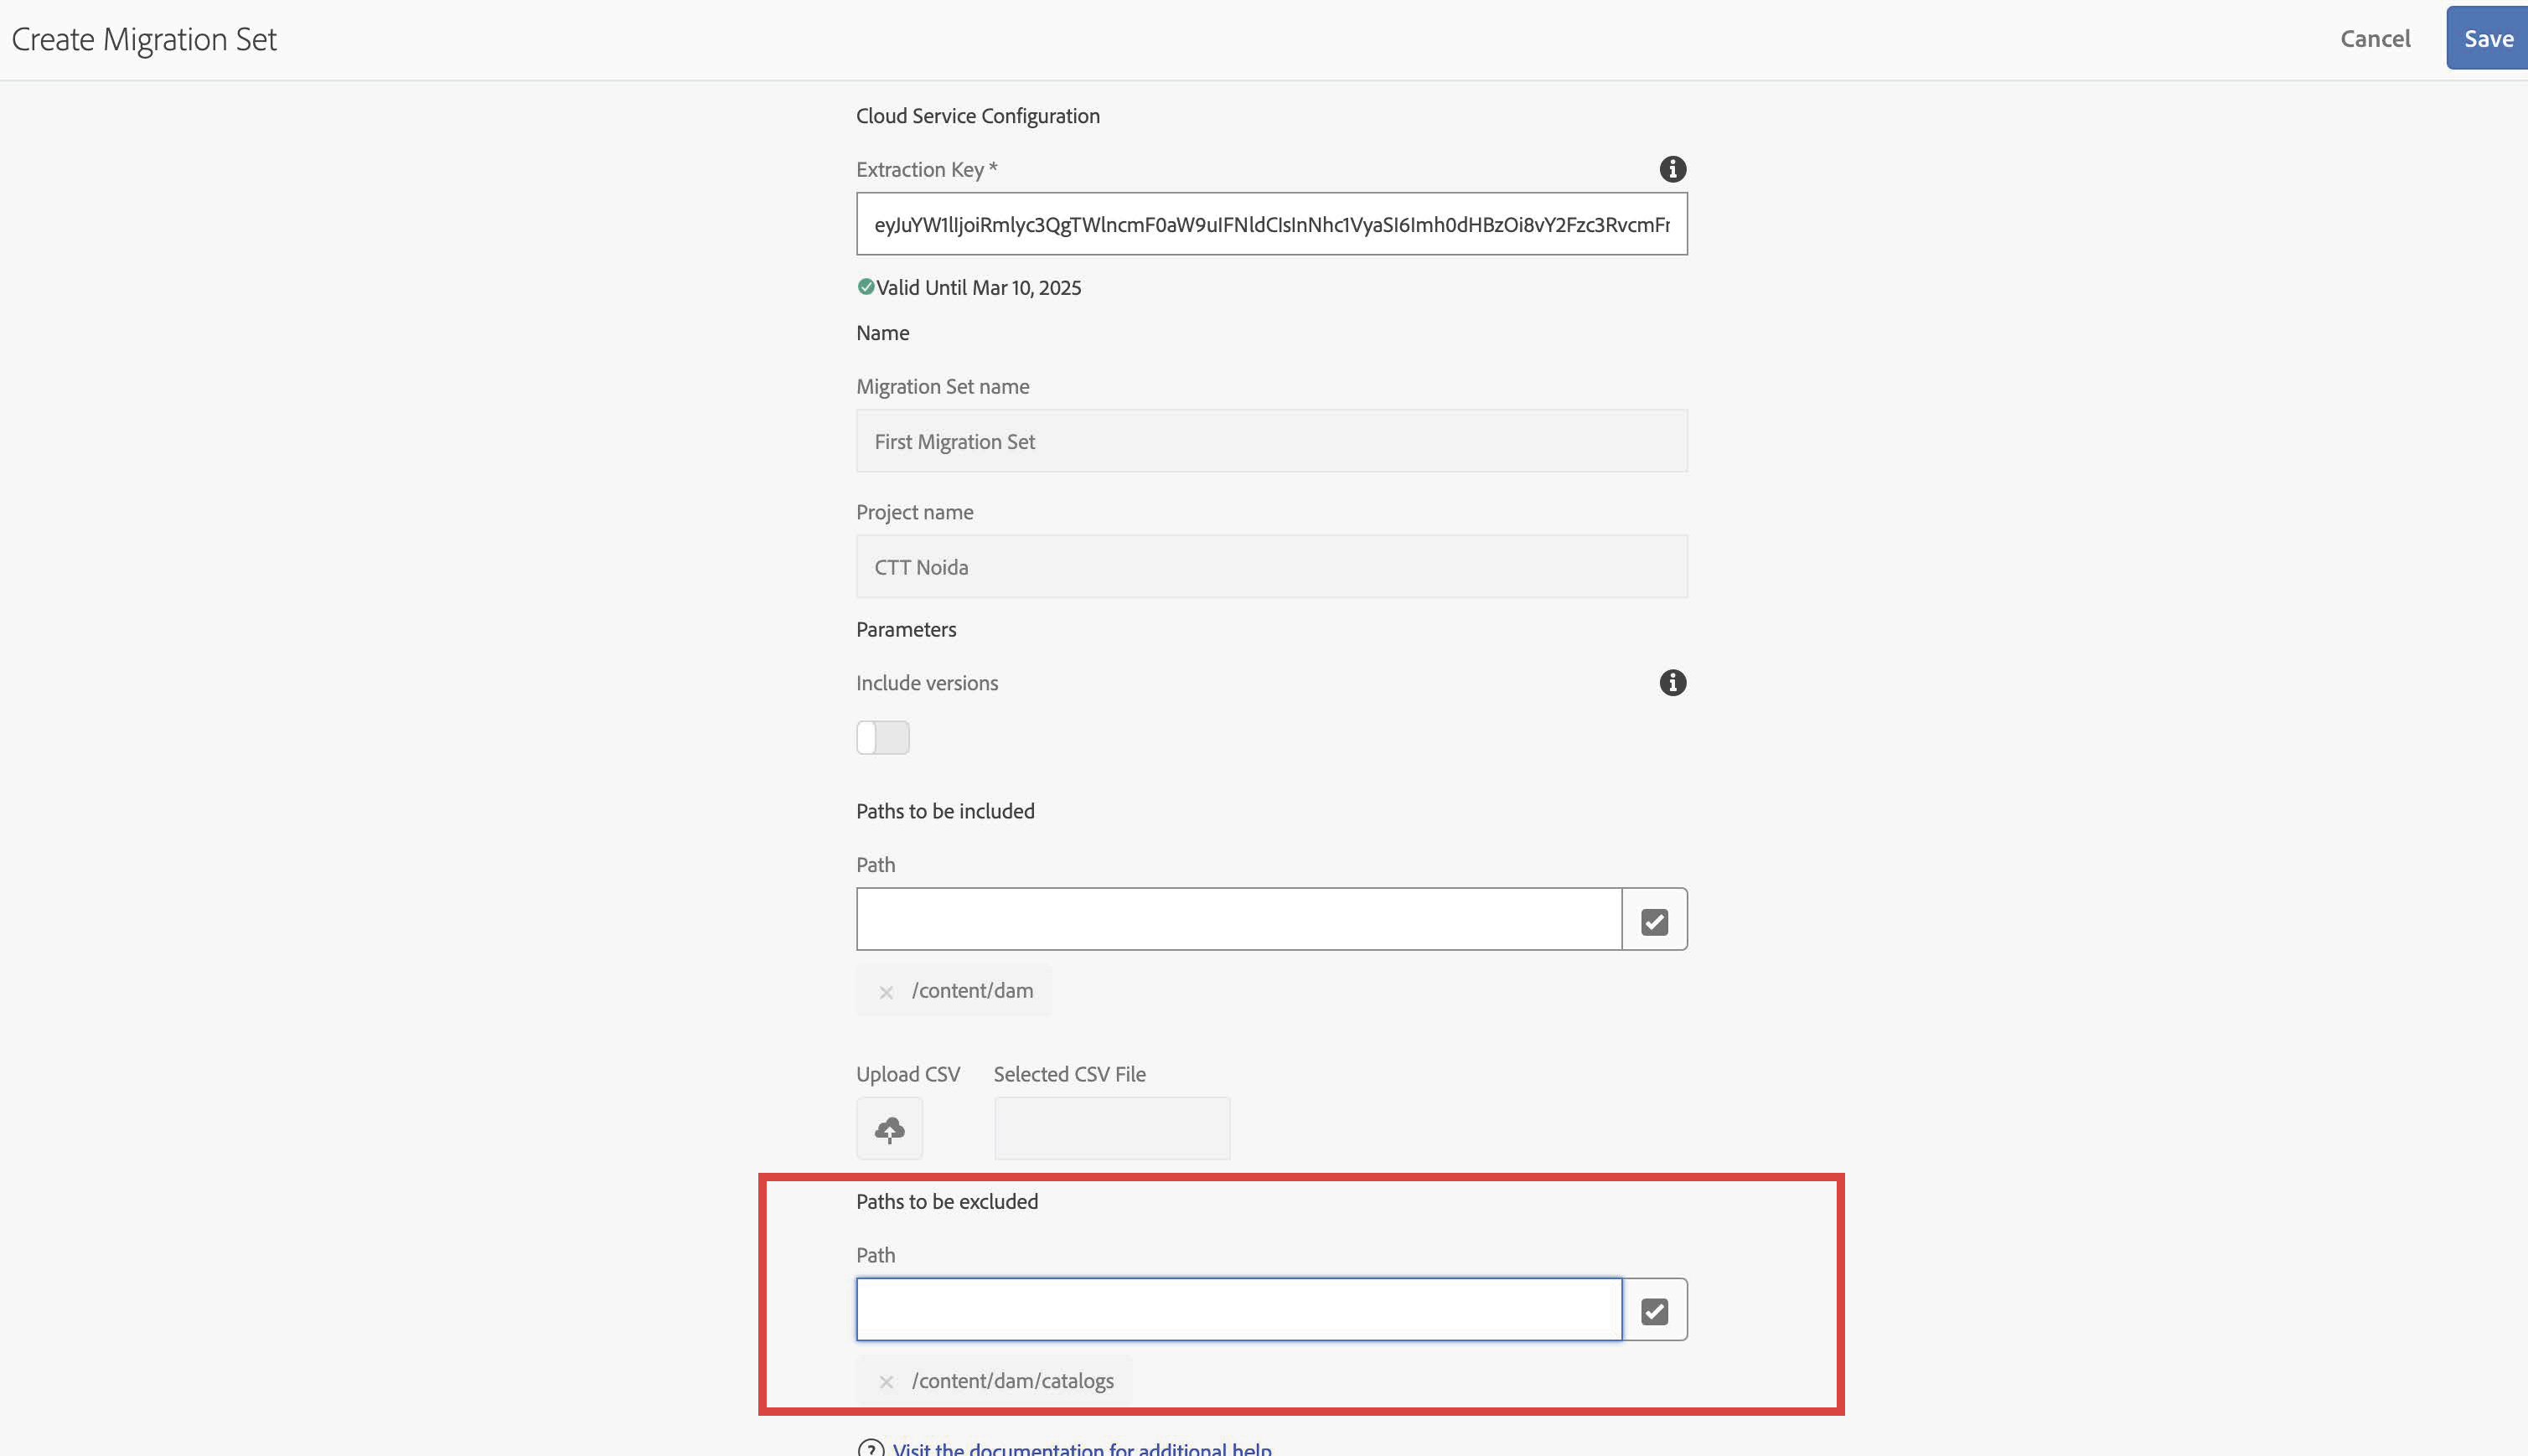 Create Migration Set
Cancel
Save
Cloud Service Configuration
Extraction Key *
eyJuYW1lIjoiRmlyc3QgTWlncmF0aW9uIFNldCIsInNhc1VyaSI6Imh0dHBzOi8vY2Fzc3RvcmFn
Valid Until Mar 10, 2025
Name
Migration Set name
First Migration Set
Project name
CTT Noida
Parameters
Include versions
Paths to be included
Path
/content/dam
Upload CSV Selected CSV File
Paths to be excluded
Path
/content/dam/catalogs
Visit the documentation for additional help